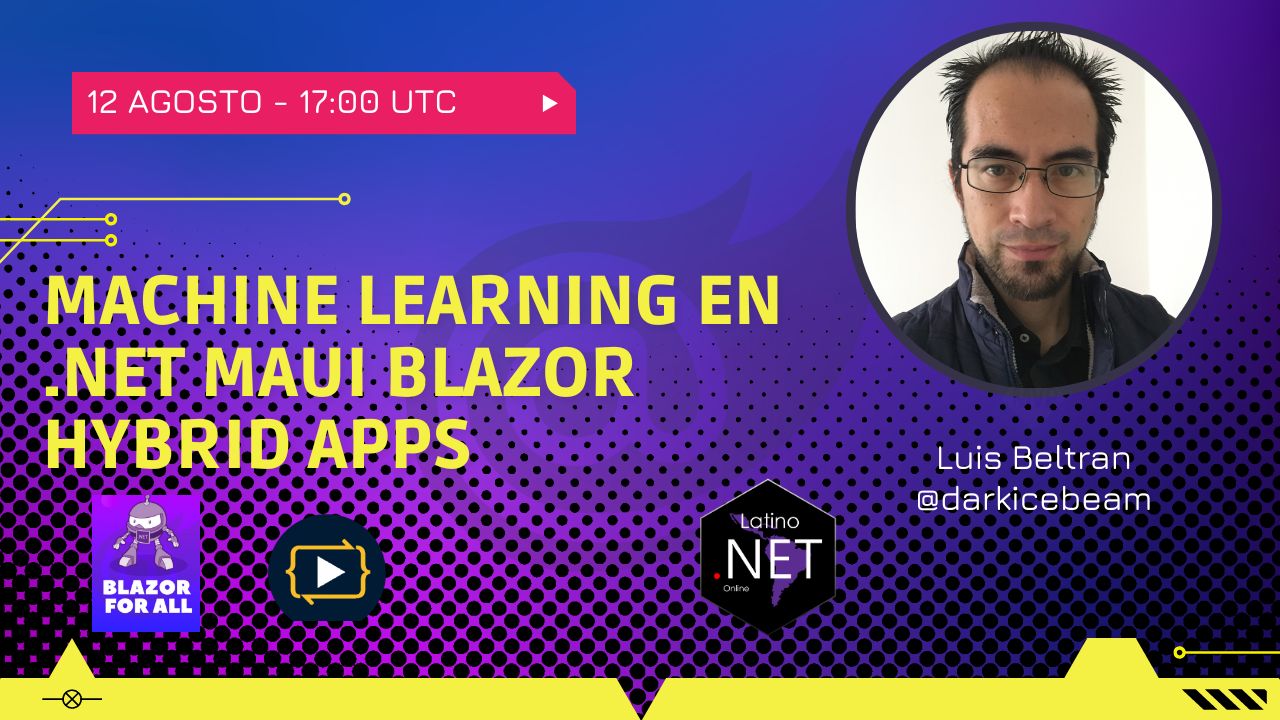 12 AGOSTO - 17:00 UTC
MACHINE LEARNING EN
.NET MAUI BLAZOR
HYBRID APPS
Luis Beltran
@darkicebeam
.NET
BLAZOR
FOR ALL
Latino
.NET
Online